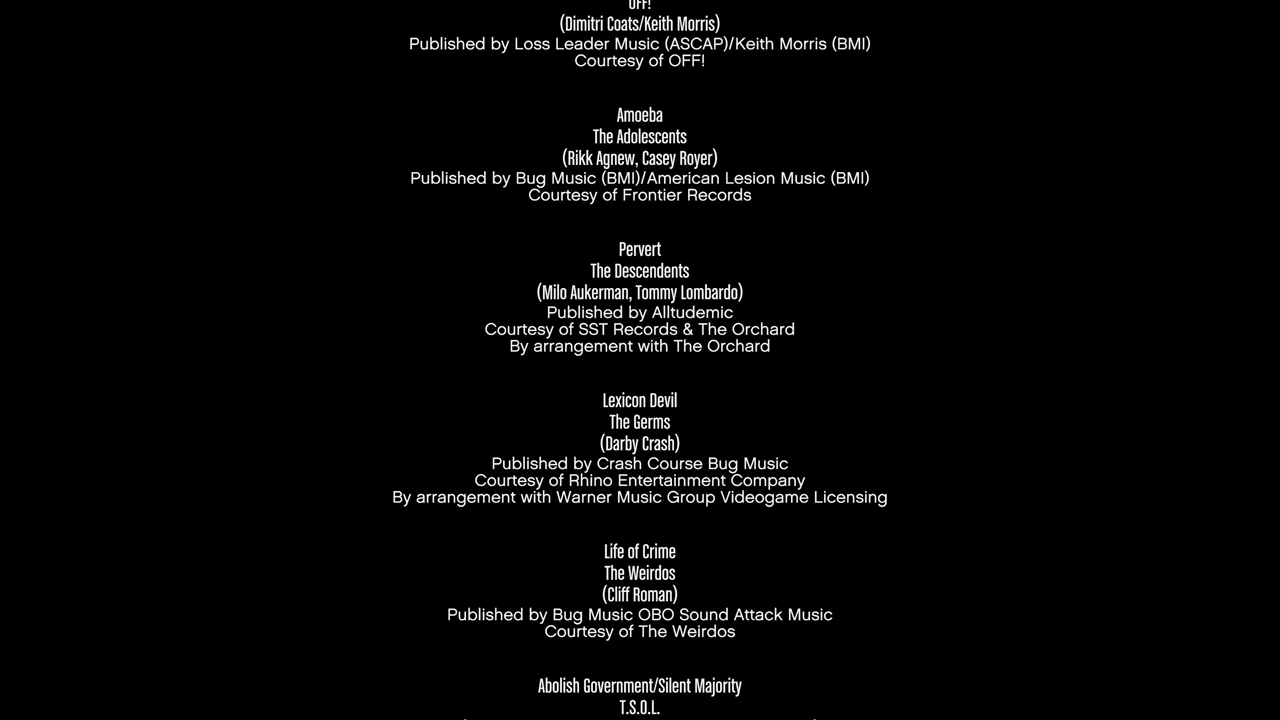 OFF!
(Dimitri Coats/Keith Morris)
Published by Loss Leader Music (ASCAP)/Keith Morris (BMI)
Courtesy of OFF!
Amoeba
The Adolescents
(Rikk Agnew, Casey Royer)
Published by Bug Music (BMI)/American Lesion Music (BMI)
Courtesy of Frontier Records
Pervert
The Descendents
(Milo Aukerman, Tommy Lombardo)
Published by Alltudemic
Courtesy of SST Records & The Orchard
By arrangement with The Orchard
Lexicon Devil
The Germs
(Darby Crash)
Published by Crash Course Bug Music
Courtesy of Rhino Entertainment Company
By arrangement with Warner Music Group Videogame Licensing
Life of Crime
The Weirdos
(Cliff Roman)
Published by Bug Music OBO Sound Attack Music
Courtesy of The Weirdos
Abolish Government/Silent Majority
T.S.O.L.